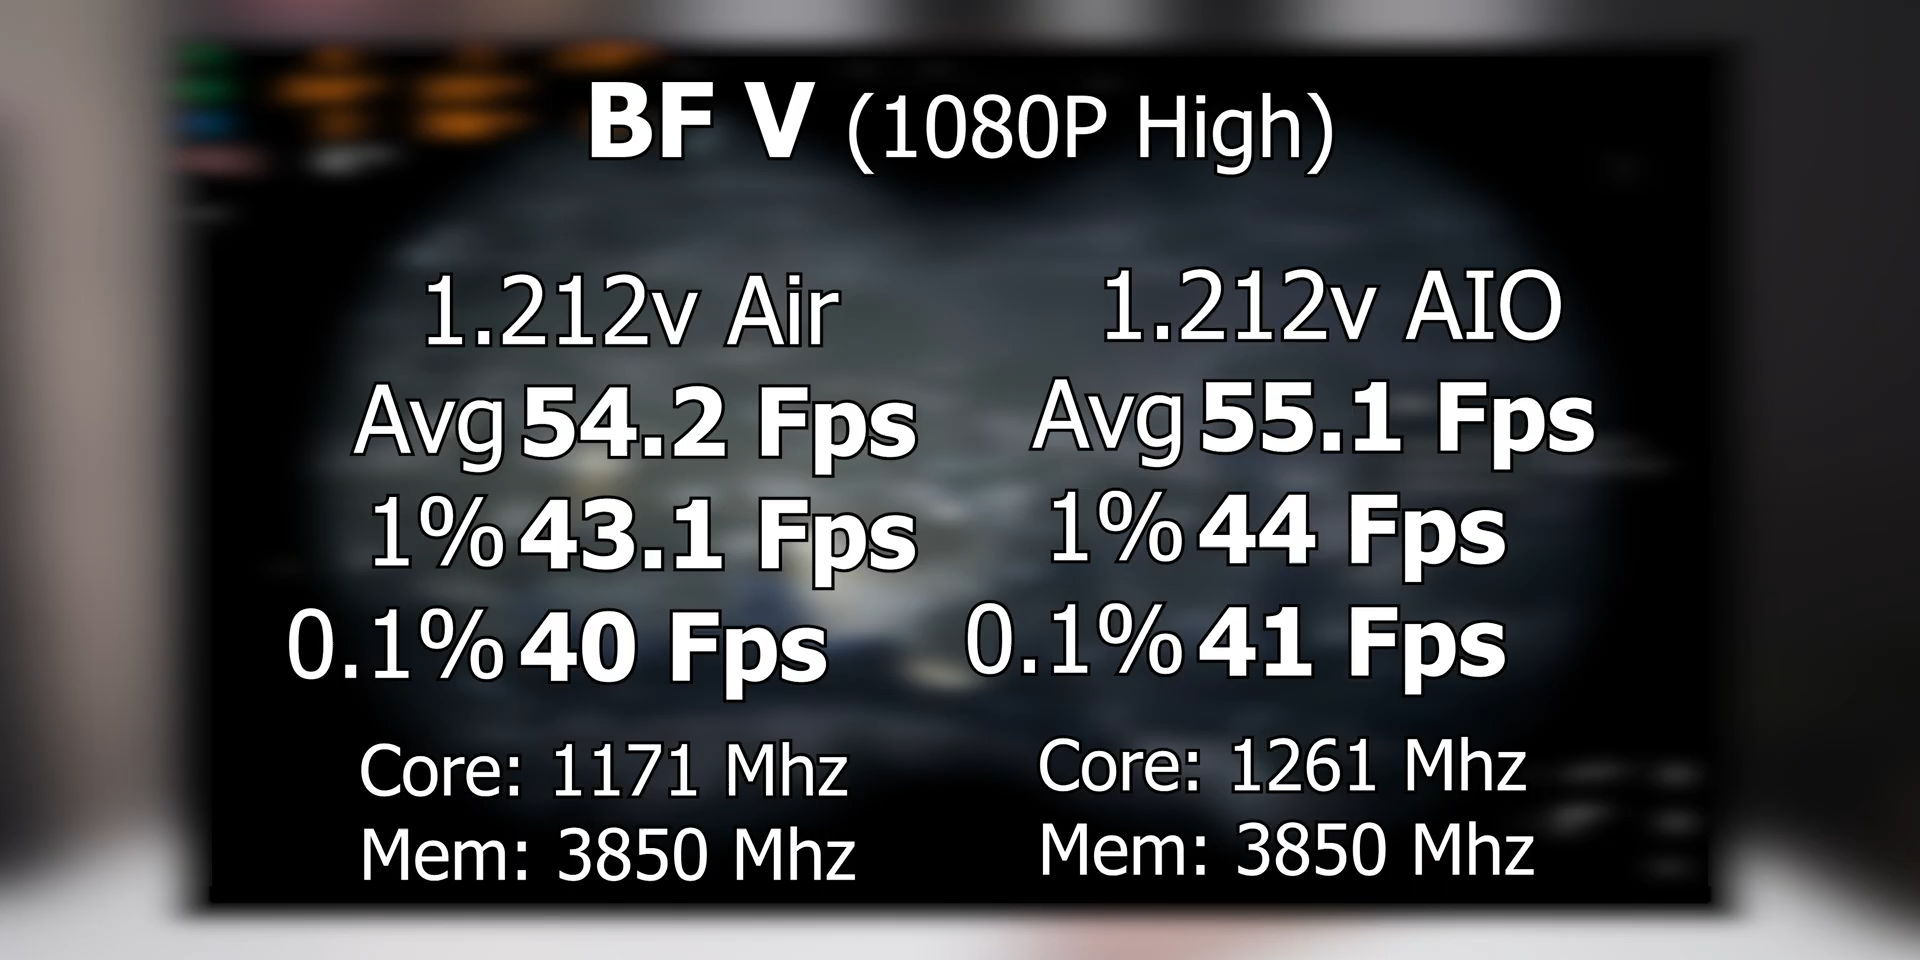 BF V (1080P High)
1.212v Air
Avg 54.2 Fps
1% 43.1 Fps
0.1% 40 Fps
Core: 1171 Mhz
Mem: 3850 Mhz
1.212v AIO
Avg 55.1 Fps
1% 44 Fps
0.1% 41 Fps
Core: 1261 Mhz
Mem: 3850 Mhz